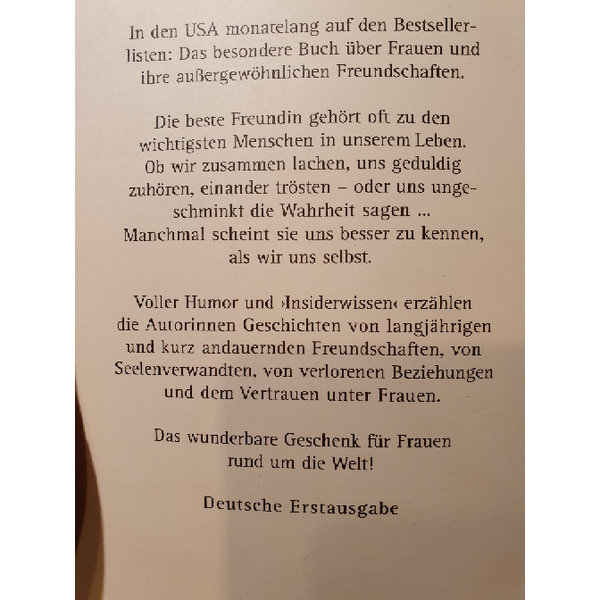 In den USA monatelang auf den Bestseller-
listen: Das besondere Buch über Frauen und
ihre außergewöhnlichen Freundschaften.
Die beste Freundin gehört oft zu den
wichtigsten Menschen in unserem Leben.
Ob wir zusammen lachen, uns geduldig
zuhören, einander trösten – oder uns unge-
schminkt die Wahrheit sagen ...
Manchmal scheint sie uns besser zu kennen,
als wir uns selbst.
Voller Humor und ›Insiderwissen‹ erzählen
die Autorinnen Geschichten von langjährigen
und kurz andauernden Freundschaften, von
Seelenverwandten, von verlorenen Beziehungen
und dem Vertrauen unter Frauen.
Das wunderbare Geschenk für Frauen
rund um die Welt!
Deutsche Erstausgabe